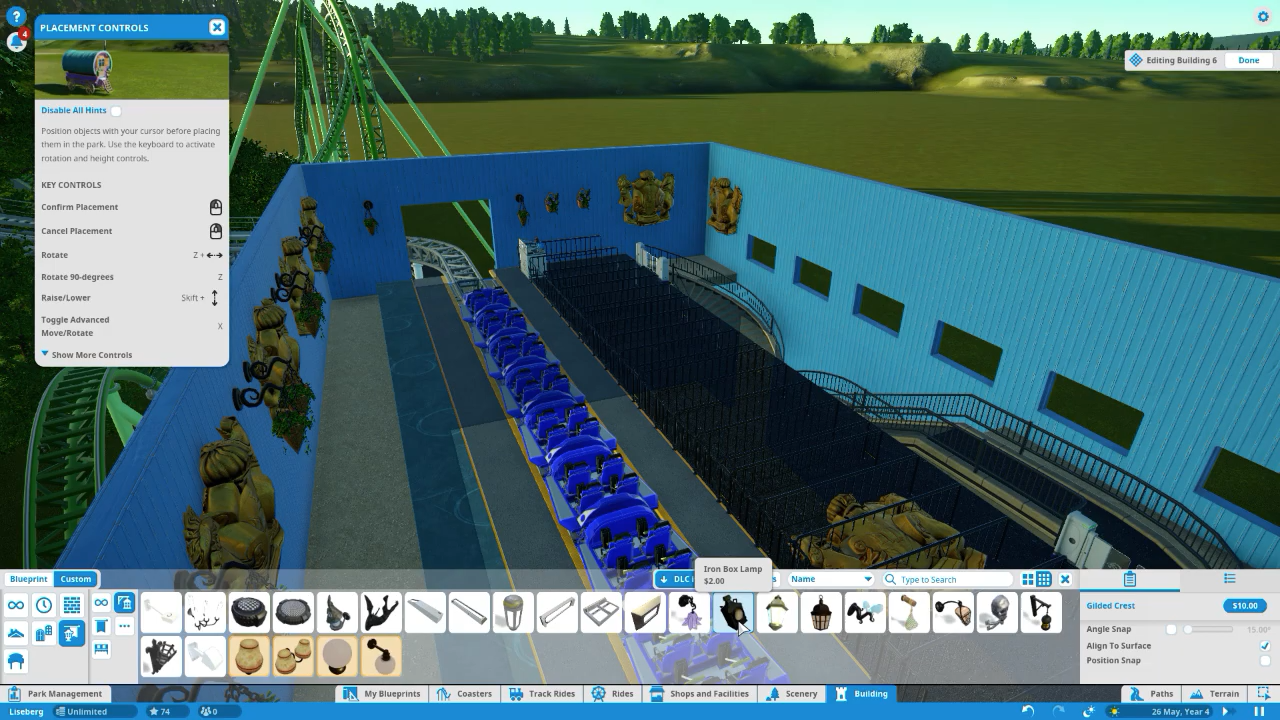 ?
4
PLACEMENT CONTROLS
Disable All Hints
Position objects with your cursor before placing
them in the park. Use the keyboard to activate
rotation and height controls.
KEY CONTROLS
Confirm Placement
Cancel Placement
Rotate Z +
Rotate 90-degrees Z
Raise/Lower Skift +
Toggle Advanced
Move/Rotate X
Show More Controls
Editing Building 6 Done
Iron Box Lamp
$2.00
Blueprint Custom
DLC
Name
Type to Search
Gilded Crest $10.00
Angle Snap 15.00°
Align To Surface
Position Snap
Park Management My Blueprints Coasters Track Rides Rides Shops and Facilities Scenery Building Paths Terrain
Liseberg Unlimited 74 0 26 May, Year 4